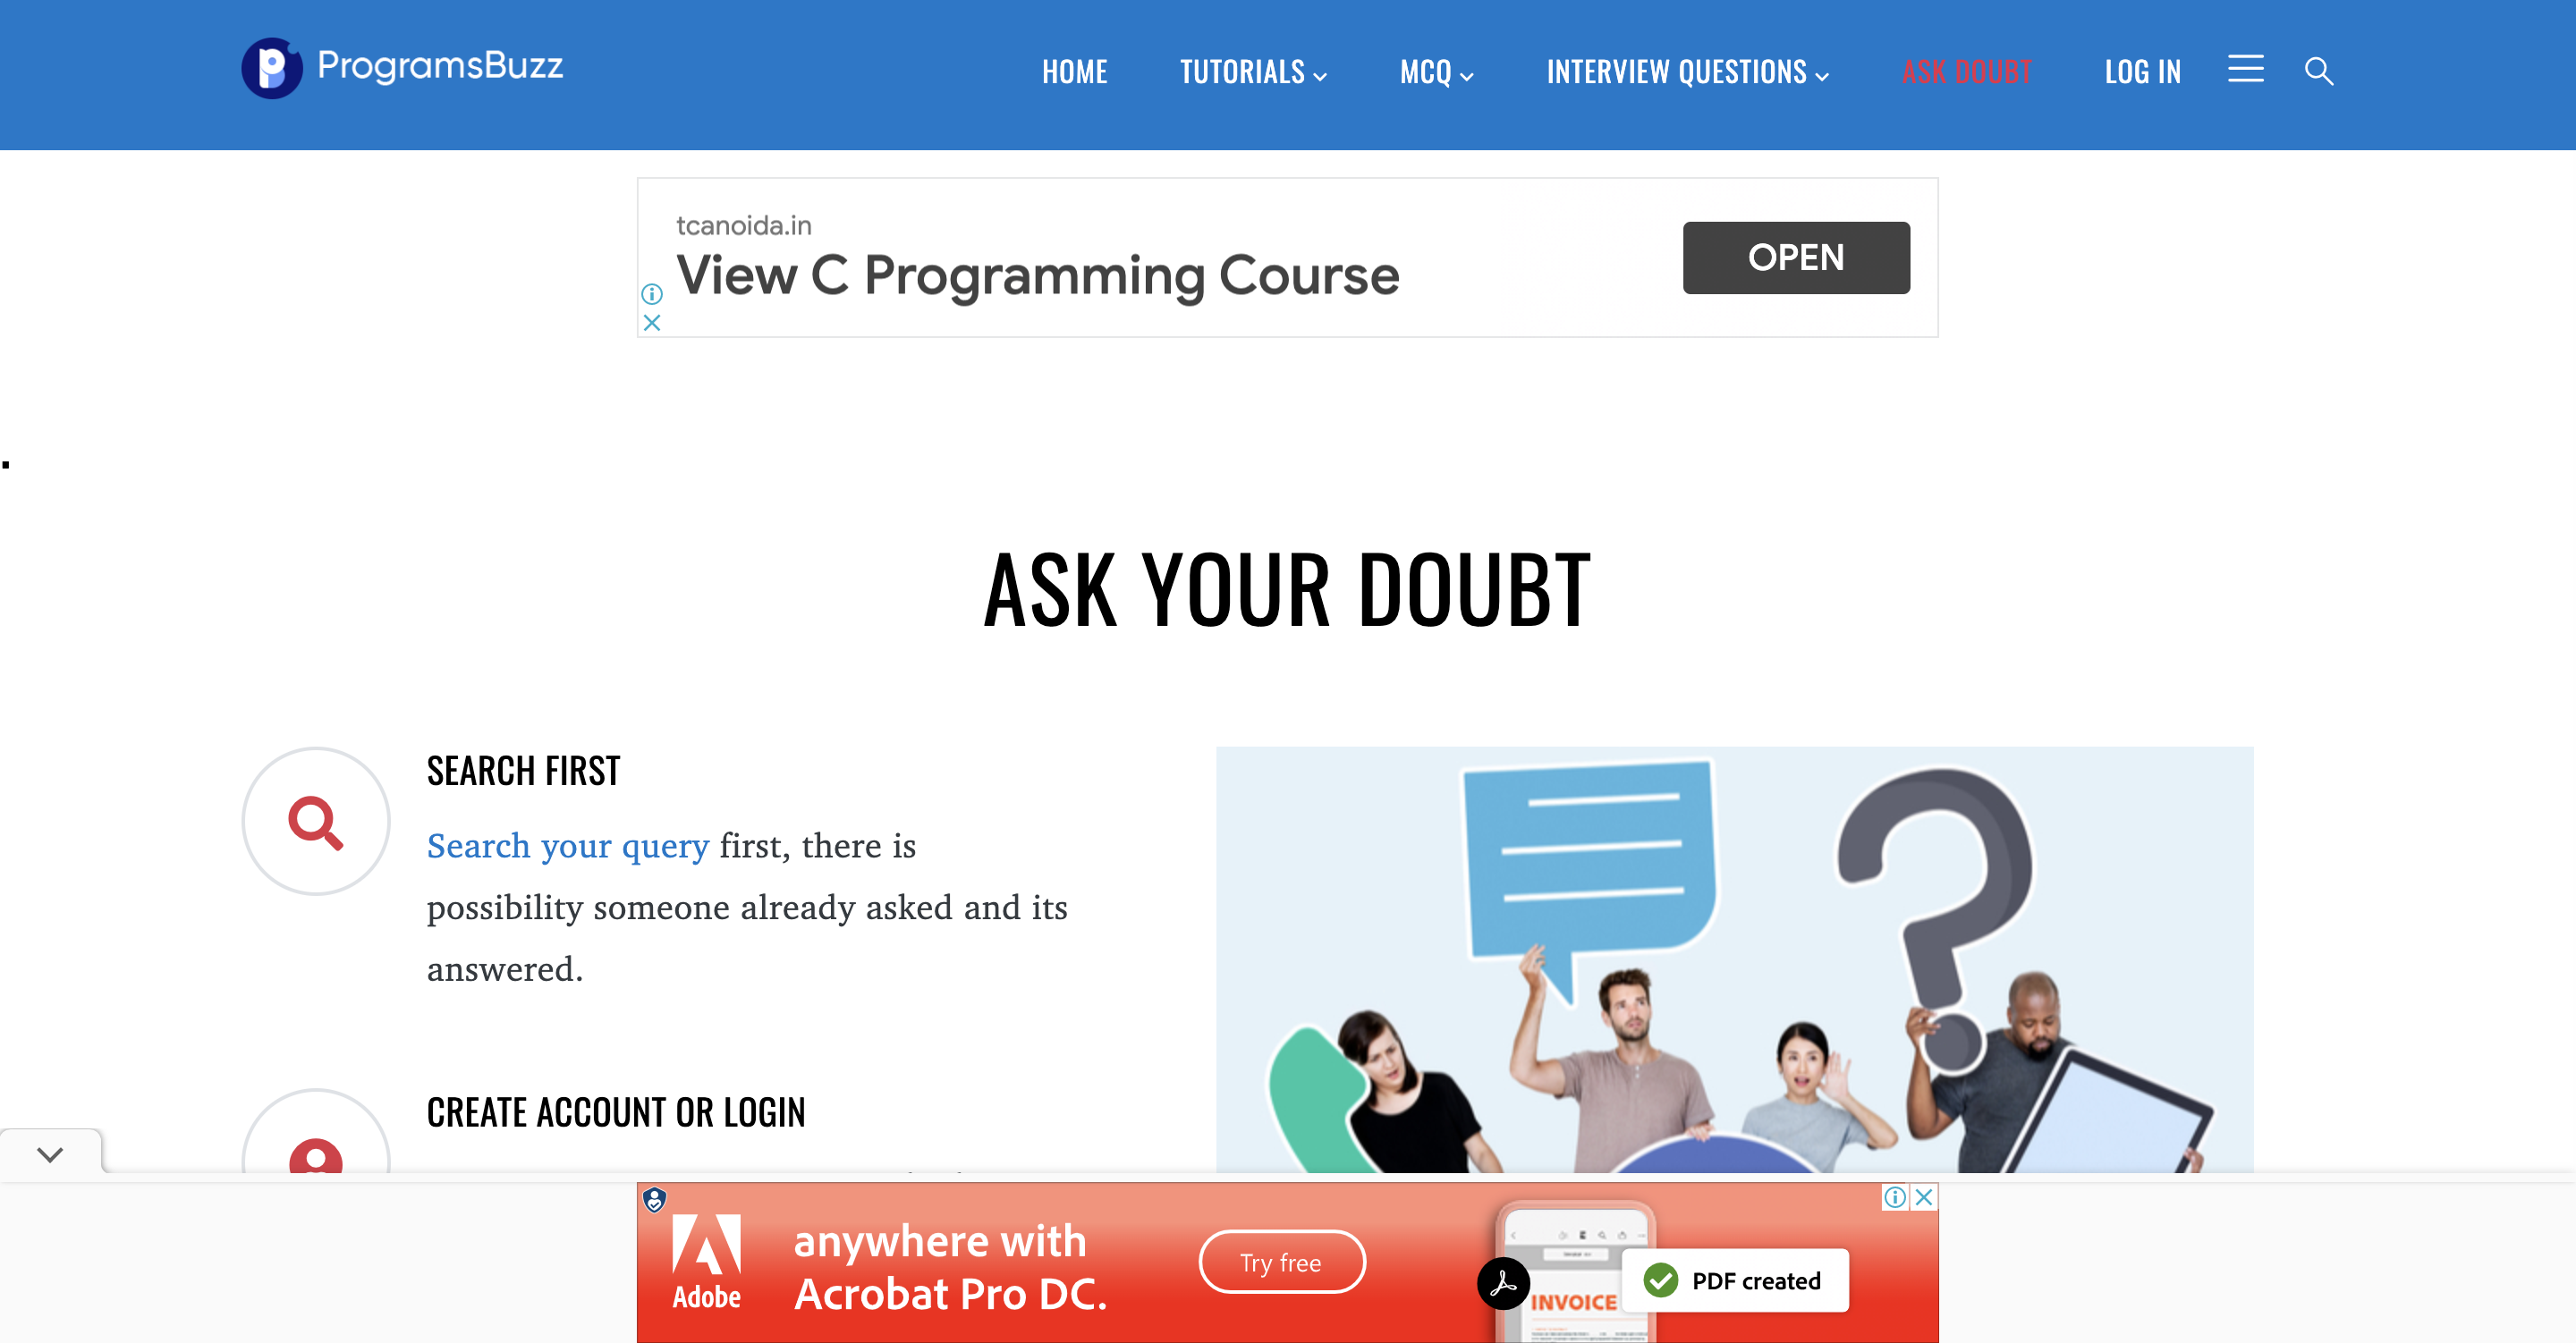 ProgramsBuzz
HOME TUTORIALS MCQ INTERVIEW QUESTIONS ASK DOUBT LOG IN
tcanoida.in
View C Programming Course
OPEN
.
ASK YOUR DOUBT
SEARCH FIRST
Search your query first, there is
possibility someone already asked and its
answered.
CREATE ACCOUNT OR LOGIN
Adobe
anywhere with
Acrobat Pro DC.
Try free
PDF created
INVOICE